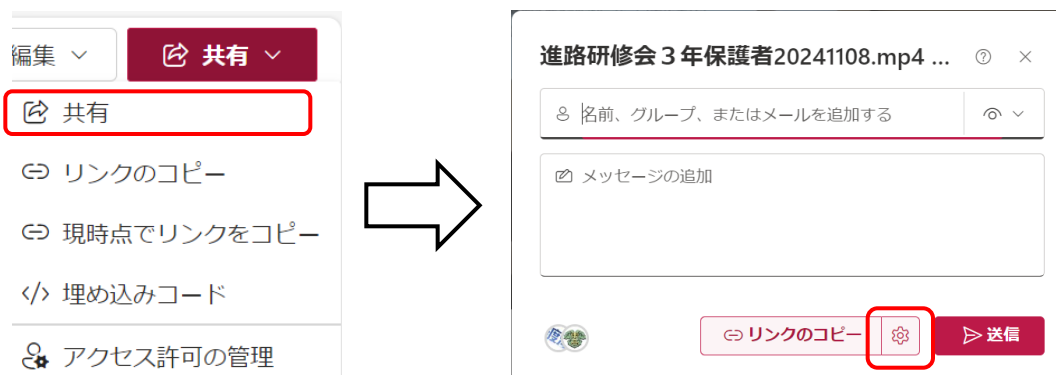 編集
共有
共有
リンクのコピー
現時点でリンクをコピー
</> 埋め込みコード
アクセス許可の管理
進路研修会３年保護者20241108.mp4 ...
名前、グループ、またはメールを追加する
メッセージの追加
リンクのコピー
送信